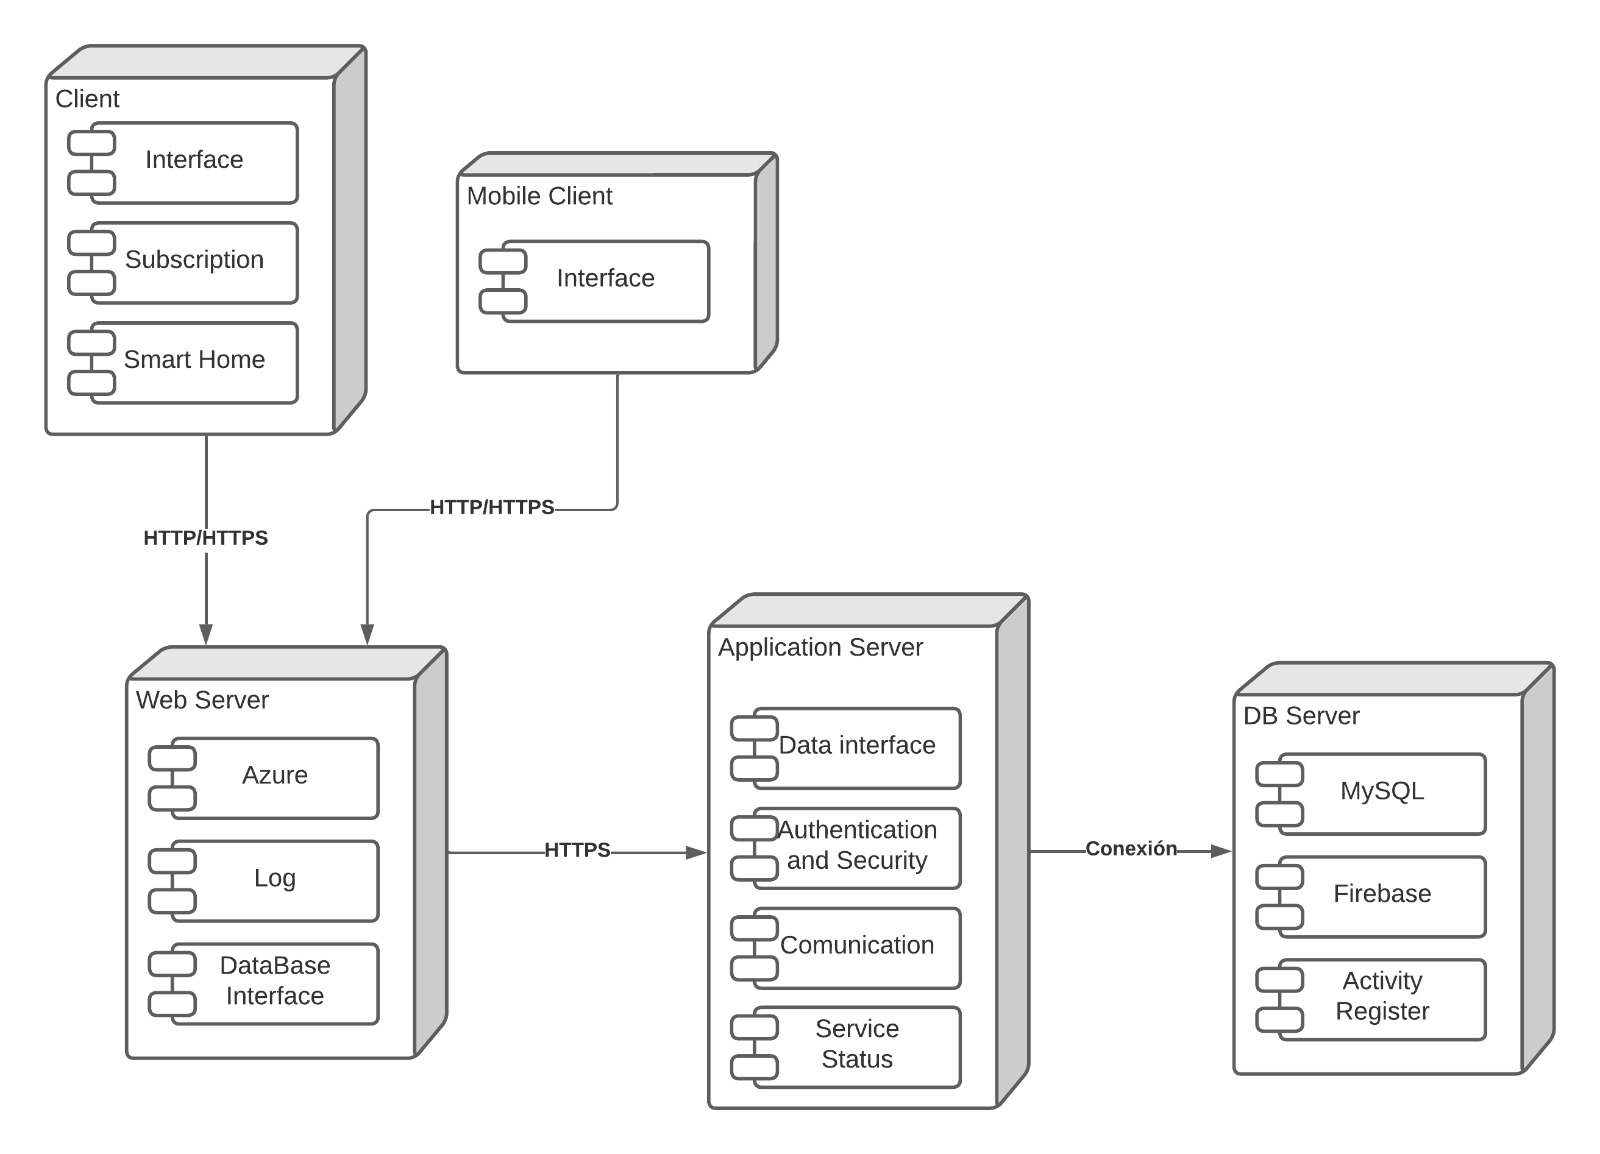 Client
Interface
Subscription
Smart Home
Mobile Client
Interface
HTTP/HTTPS
HTTP/HTTPS
Web Server
Azure
Log
DataBase
Interface
HTTPS
Application Server
Data interface
Authentication
and Security
Comunication
Service
Status
Conexión
DB Server
MySQL
Firebase
Activity
Register